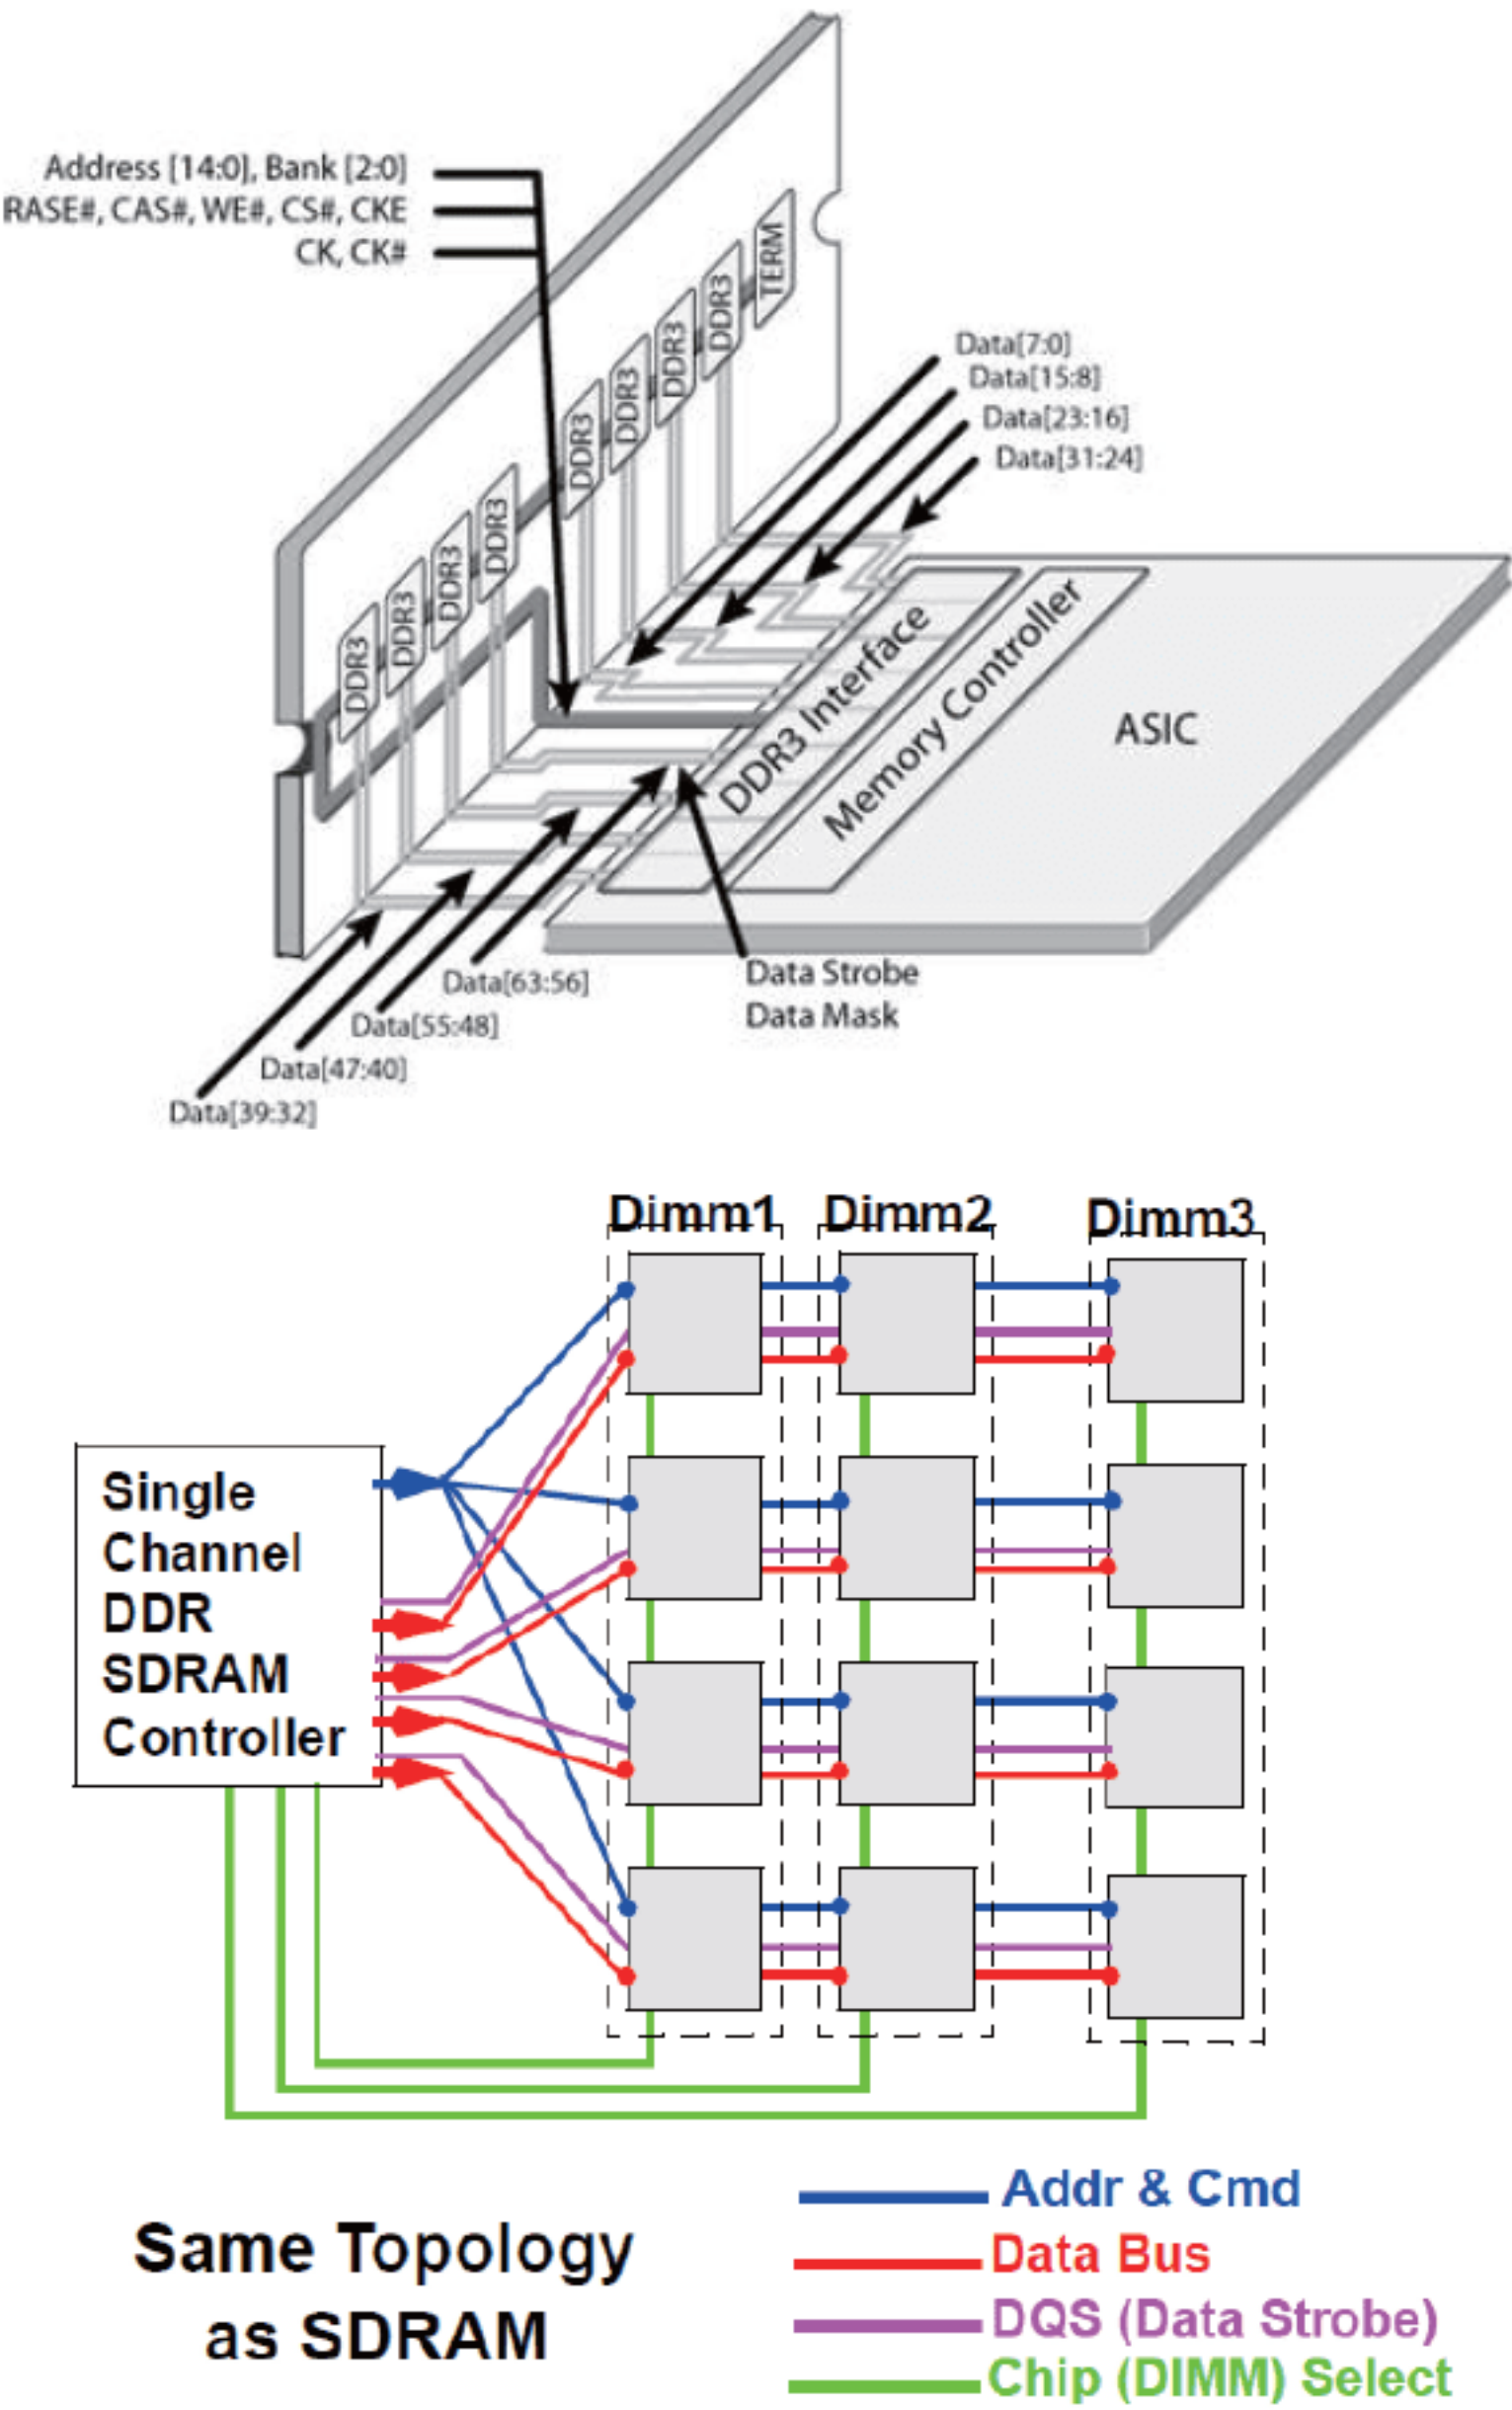 Address [14:0], Bank [2:0]
RASE#, CAS#, WE#, CS#, CKE
CK, CK#
TERM
DDR3
DDR3
DDR3
DDR3
DDR3
DDR3
DDR3
DDR3
Data[7:0]
Data[15:8]
Data[23:16]
Data[31:24]
DDR3 Interface
Memory Controller
ASIC
Data[63:56]
Data[55:48]
Data[47:40]
Data[39:32]
Data Strobe
Data Mask
Dimm1
Dimm2
Dimm3
Single
Channel
DDR
SDRAM
Controller
Same Topology
as SDRAM
Addr & Cmd
Data Bus
DQS (Data Strobe)
Chip (DIMM) Select